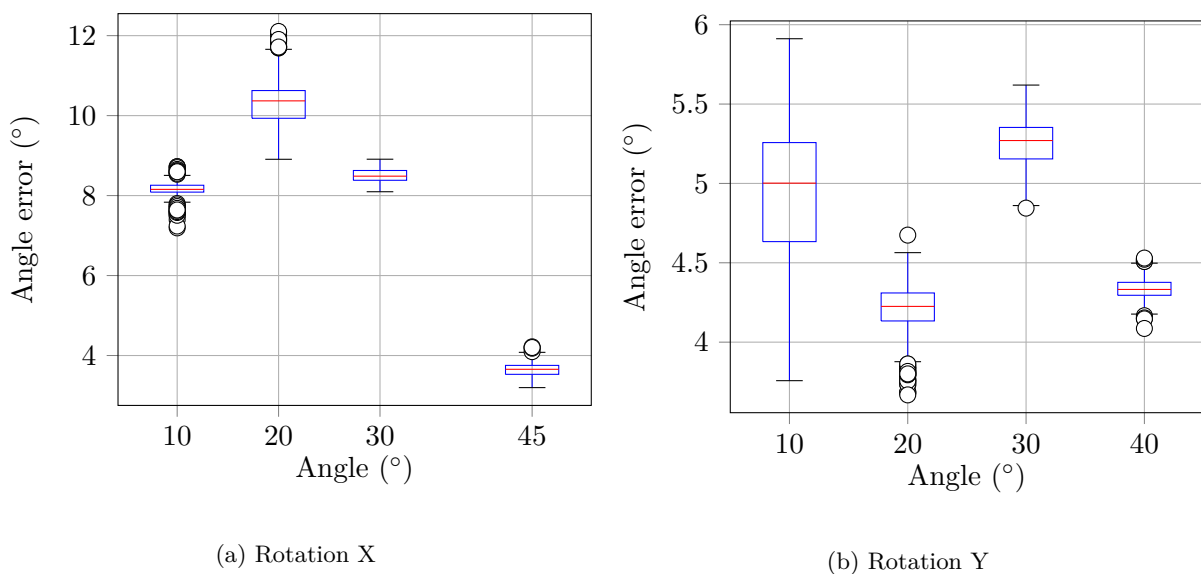 12
10
8
6
4
Angle error (°)
10 20 30 45
Angle (°)
(a) Rotation X
6
5.5
5
4.5
4
Angle error (°)
10 20 30 40
Angle (°)
(b) Rotation Y